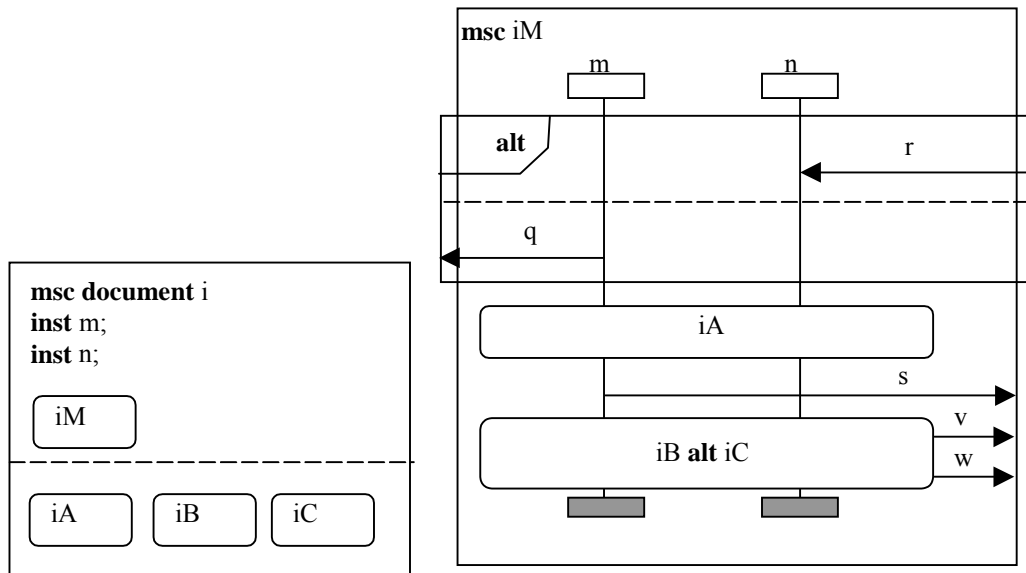 msc document i
inst m;
inst n;
iM
iA
iB
iC
msc iM
m
n
alt
r
q
iA
s
iB alt iC
v
w